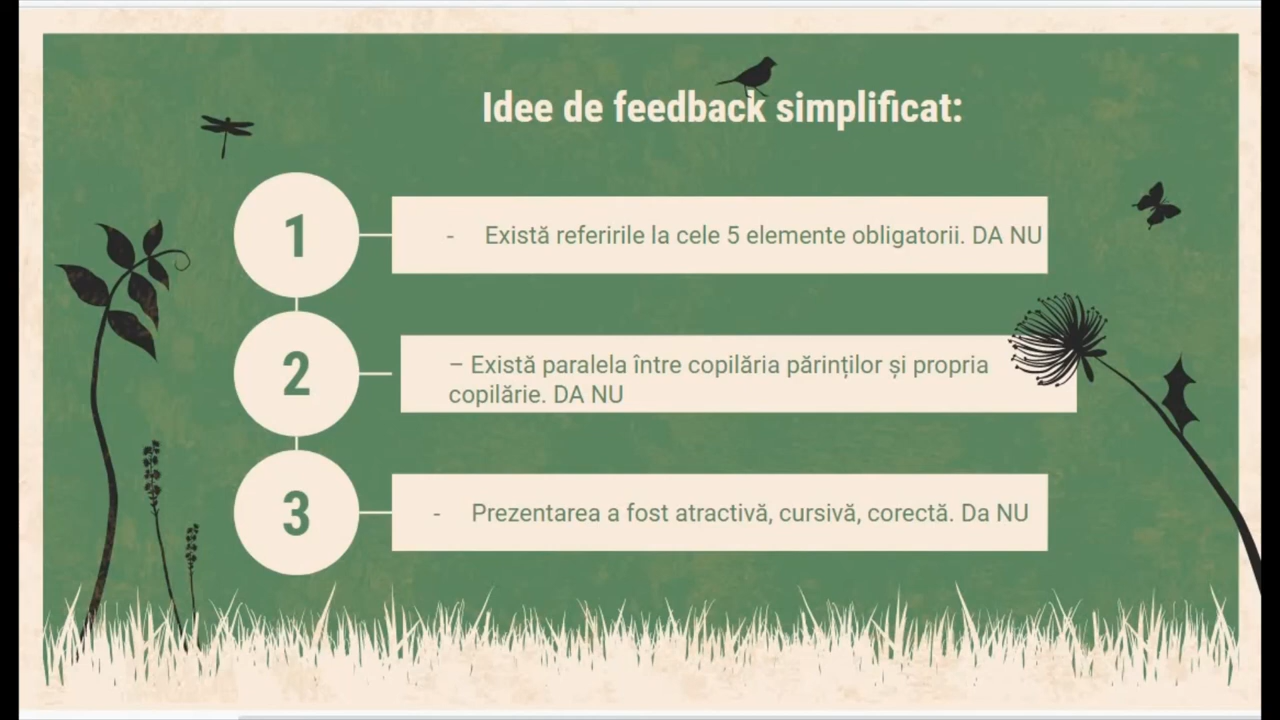 Idee de feedback simplificat:
1
- Există referirile la cele 5 elemente obligatorii. DA NU
2
– Există paralela între copilăria părinților și propria
copilărie. DA NU
3
- Prezentarea a fost atractivă, cursivă, corectă. Da NU